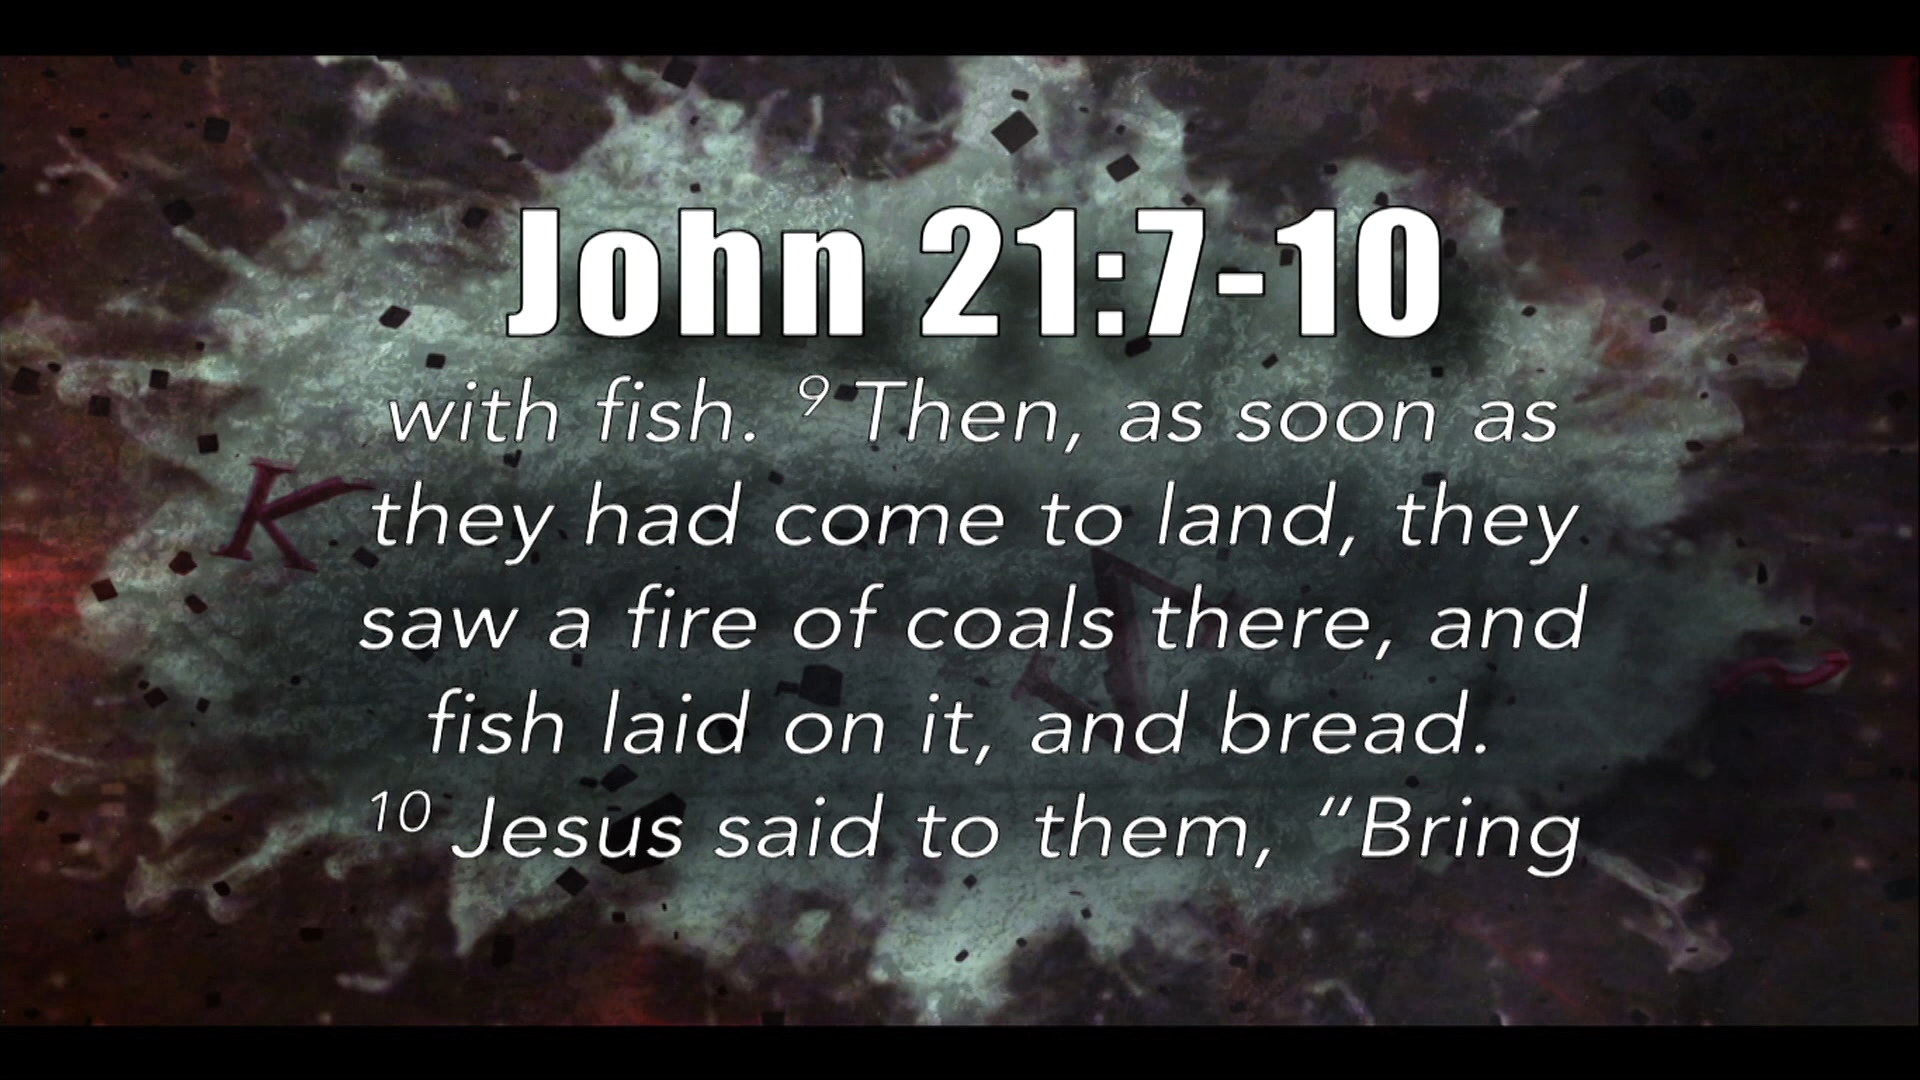 John 21:7-10
with fish. 9 Then, as soon as
they had come to land, they
saw a fire of coals there, and
fish laid on it, and bread.
10 Jesus said to them, “Bring
K